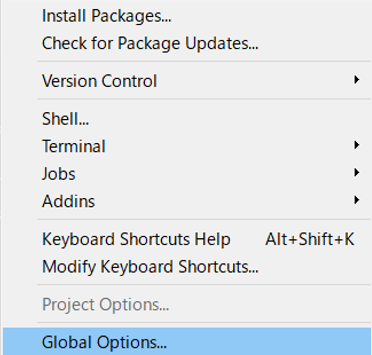 Install Packages...
Check for Package Updates...
Version Control
Shell...
Terminal
Jobs
Addins
Keyboard Shortcuts Help Alt+Shift+K
Modify Keyboard Shortcuts...
Project Options...
Global Options...